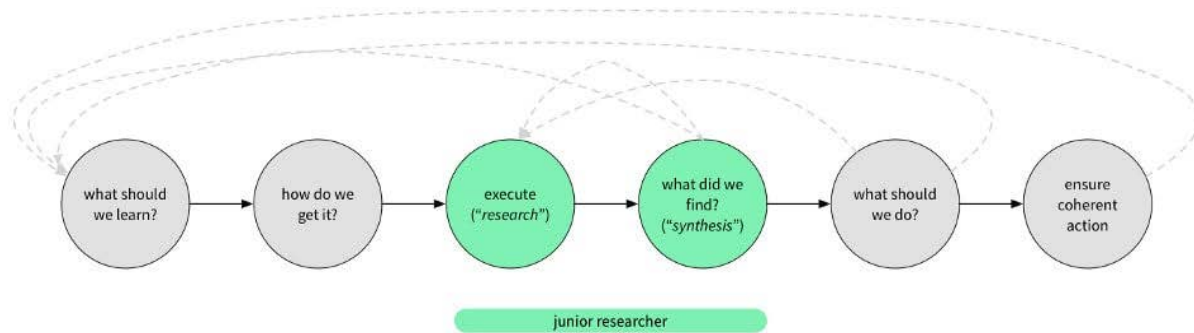 what should
we learn?
how do we
get it?
execute
(“research”)
what did we
find?
(“synthesis”)
what should
we do?
ensure
coherent
action
junior researcher